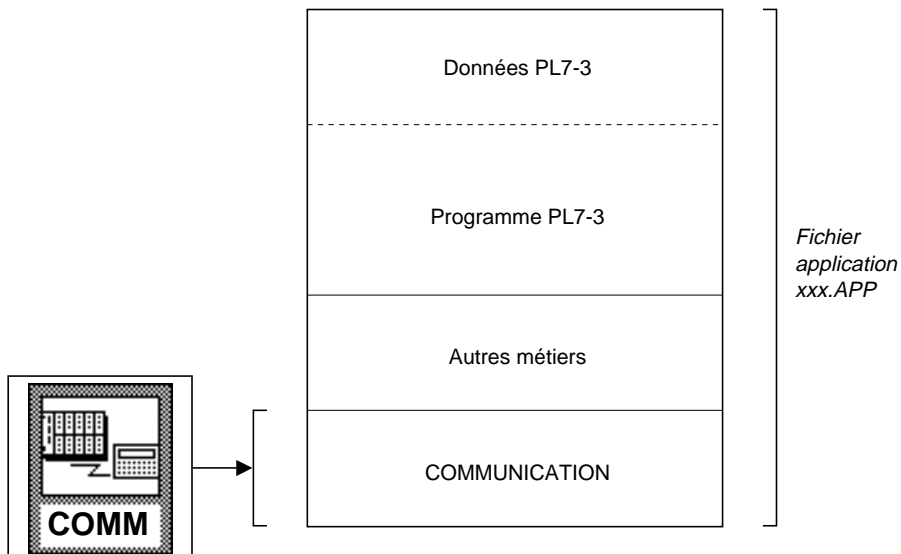 Données PL7-3
Programme PL7-3
Fichier
application
xxx.APP
Autres métiers
COMMUNICATION
COMM